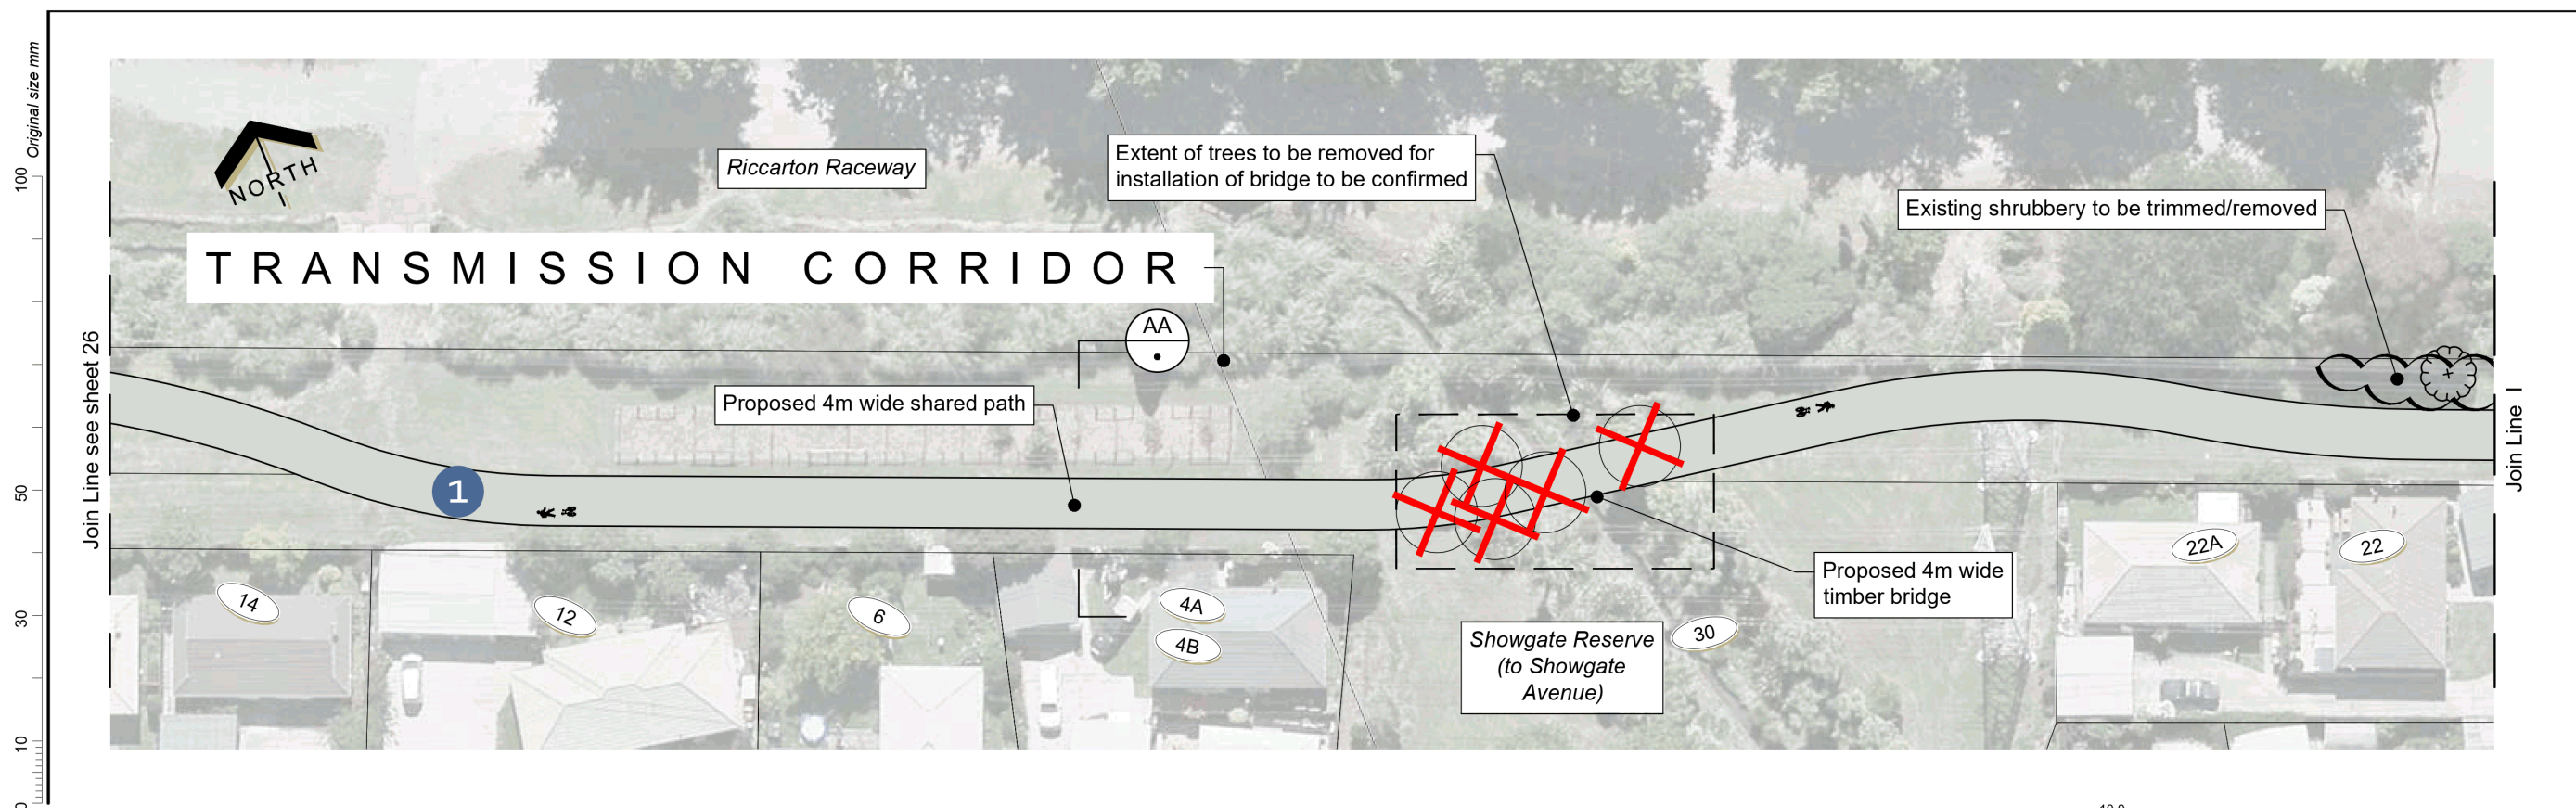 Original size mm
100
50
30
10
NORTH
Riccarton Raceway
Extent of trees to be removed for
installation of bridge to be confirmed
Existing shrubbery to be trimmed/removed
TRANSMISSION CORRIDOR
AA
Join Line see sheet 26
Proposed 4m wide shared path
Join Line I
1
14
12
6
4A
4B
Proposed 4m wide
timber bridge
Showgate Reserve
(to Showgate
Avenue)
30
22A
22